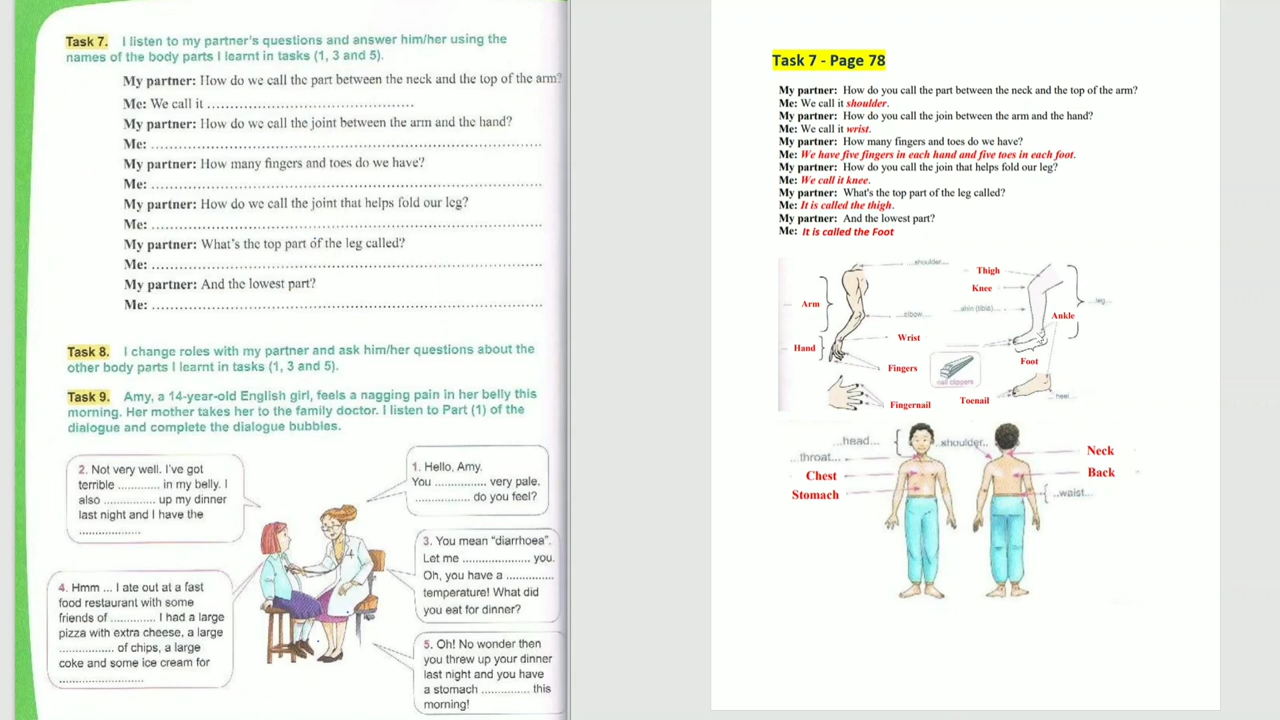 Task 7. I listen to my partner's questions and answer him/her using the
names of the body parts I learnt in tasks (1, 3 and 5).
My partner: How do we call the part between the neck and the top of the arm?
Me: We call it ................................................
My partner: How do we call the joint between the arm and the hand?
Me: ................................................................................
My partner: How many fingers and toes do we have?
Me: ................................................................................
My partner: How do we call the joint that helps fold our leg?
Me: ................................................................................
My partner: What's the top part of the leg called?
Me: ................................................................................
My partner: And the lowest part?
Me: ................................................................................
Task 8. I change roles with my partner and ask him/her questions about the
other body parts I learnt in tasks (1, 3 and 5).
Task 9. Amy, a 14-year-old English girl, feels a nagging pain in her belly this
morning. Her mother takes her to the family doctor. I listen to Part (1) of the
dialogue and complete the dialogue bubbles.
2. Not very well. I've got
terrible ............ in my belly. I
also ............... up my dinner
last night and I have the
..................
1. Hello, Amy.
You ............... very pale.
................ do you feel?
3. You mean "diarrhoea".
Let me .................... you.
Oh, you have a .............
temperature! What did
you eat for dinner?
4. Hmm ... I ate out at a fast
food restaurant with some
friends of ............. I had a large
pizza with extra cheese, a large
................ of chips, a large
coke and some ice cream for
.........................
5. Oh! No wonder then
you threw up your dinner
last night and you have
a stomach .............. this
morning!
Task 7 - Page 78
My partner: How do you call the part between the neck and the top of the arm?
Me: We call it shoulder.
My partner: How do you call the join between the arm and the hand?
Me: We call it wrist.
My partner: How many fingers and toes do we have?
Me: We have five fingers in each hand and five toes in each foot.
My partner: How do you call the join that helps fold our leg?
Me: We call it knee.
My partner: What's the top part of the leg called?
Me: It is called the thigh.
My partner: And the lowest part?
Me: It is called the Foot
...shoulder...
Thigh
Knee
Arm
...shin (tibia)...
...leg...
...elbow...
Ankle
Wrist
Hand
Foot
Fingers
nail clippers
Toenail
...heel...
Fingernail
...head...
..shoulder..
Neck
...throat...
Back
Chest
Stomach
...waist...